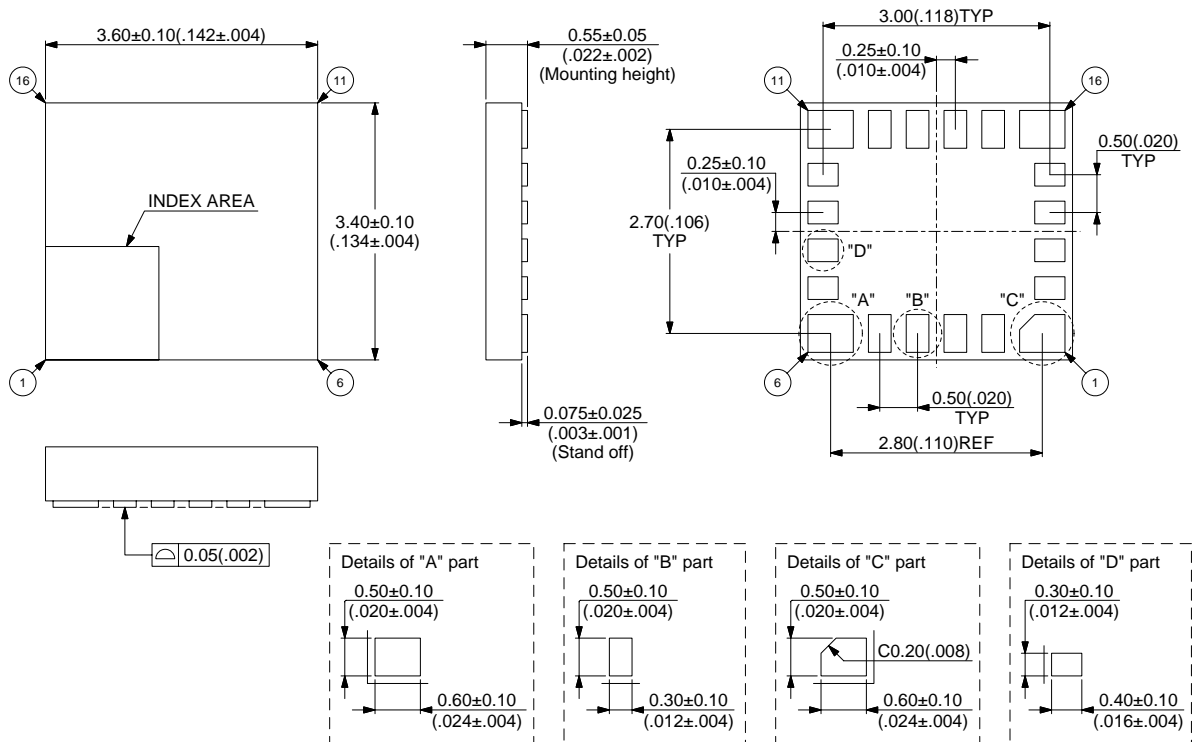 3.60±0.10(.142±.004)
0.55±0.05
(.022±.002)
(Mounting height)
3.00(.118)TYP
0.25±0.10
(.010±.004)
16
11
11
16
0.50(.020)
TYP
0.25±0.10
(.010±.004)
INDEX AREA
3.40±0.10
(.134±.004)
2.70(.106)
TYP
"D"
"A"
"B"
"C"
1
6
6
1
0.50(.020)
TYP
0.075±0.025
(.003±.001)
(Stand off)
2.80(.110)REF
0.05(.002)
Details of "A" part
0.50±0.10
(.020±.004)
0.60±0.10
(.024±.004)
Details of "B" part
0.50±0.10
(.020±.004)
0.30±0.10
(.012±.004)
Details of "C" part
0.50±0.10
(.020±.004)
C0.20(.008)
0.60±0.10
(.024±.004)
Details of "D" part
0.30±0.10
(.012±.004)
0.40±0.10
(.016±.004)